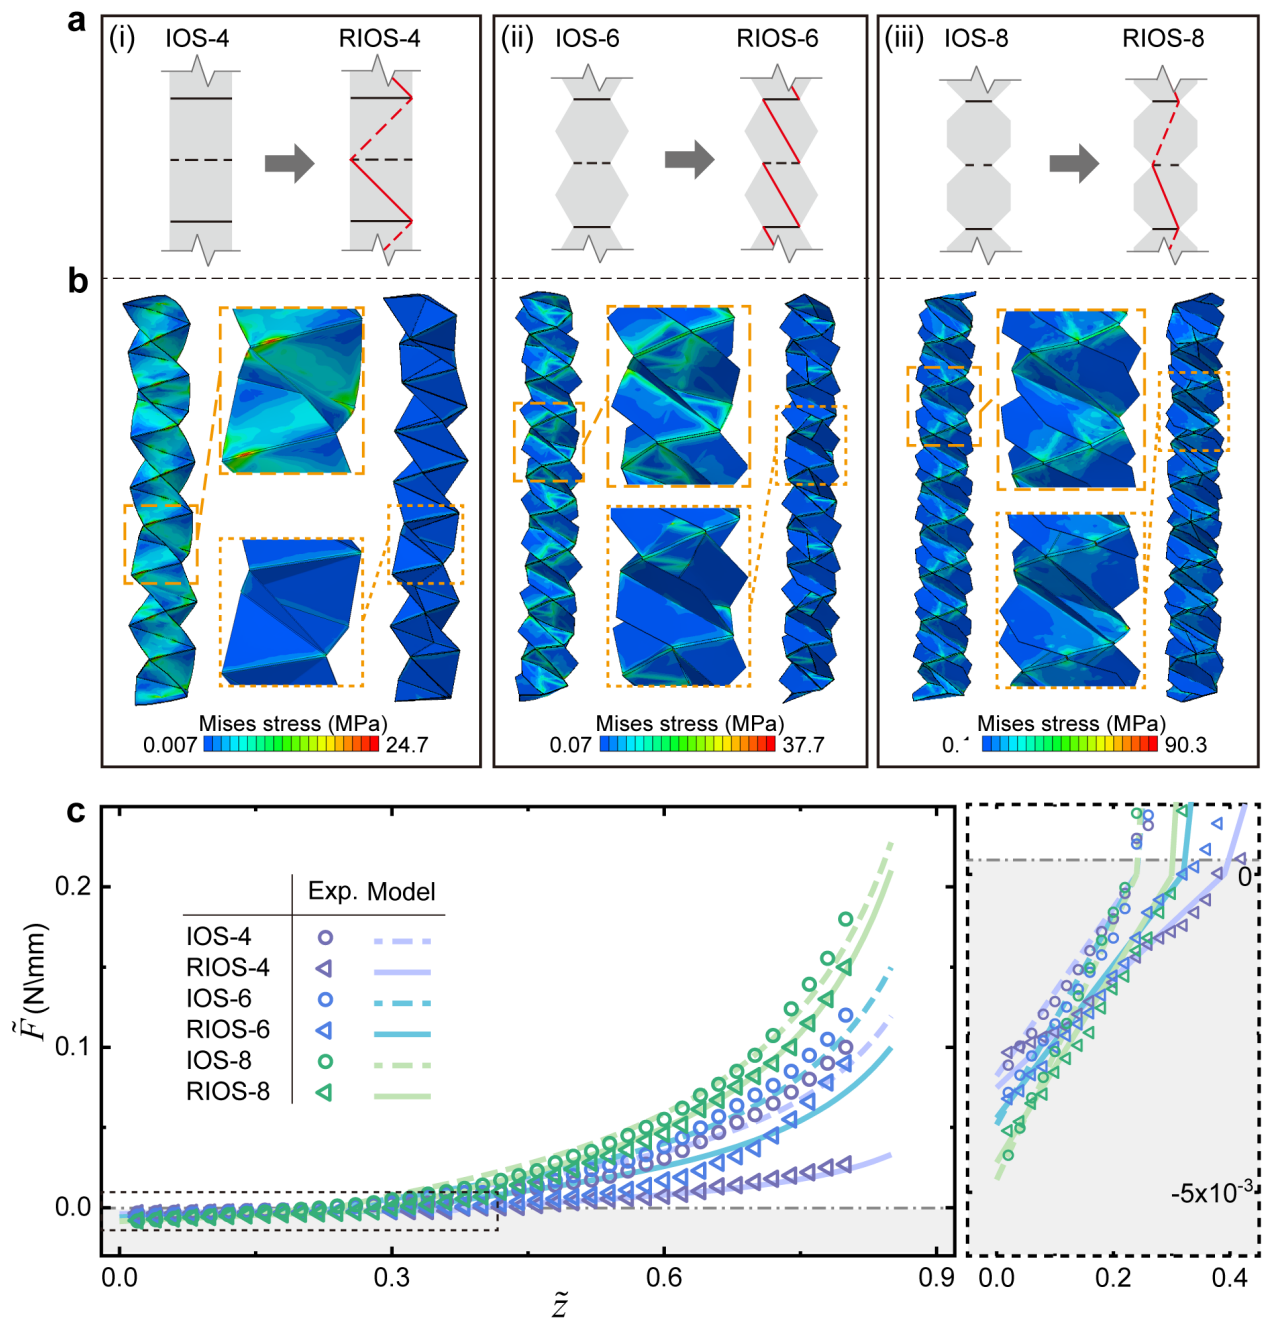 a
(i)
IOS-4
RIOS-4
(ii)
IOS-6
RIOS-6
(iii)
IOS-8
RIOS-8
b
Mises stress (MPa)
0.007
24.7
Mises stress (MPa)
0.07
37.7
Mises stress (MPa)
90.3
c
Exp. Model
IOS-4
RIOS-4
IOS-6
RIOS-6
IOS-8
RIOS-8
F̃ (N\mm)
0.2
0.1
0.0
0.0 0.3 0.6 0.9
z̃
0
-5x10⁻³
0.0 0.2 0.4